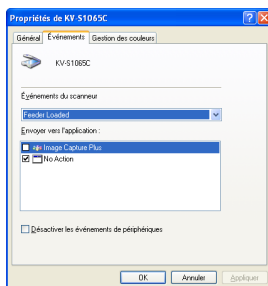 Propriétés de KV-S1065C
Général Événements Gestion des couleurs
KV-S1065C
Événements du scanneur
Feeder Loaded
Envoyer vers l'application :
Image Capture Plus
No Action
Désactiver les événements de périphériques
OK Annuler Appliquer